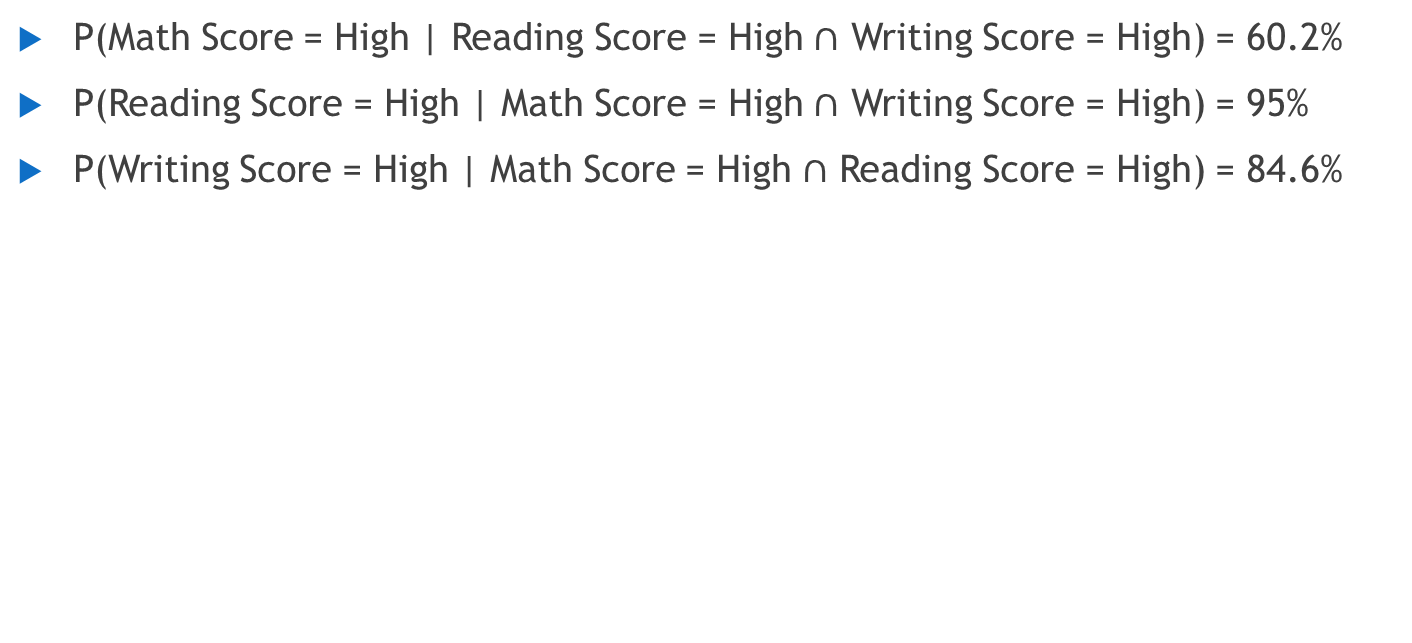 P(Math Score = High | Reading Score = High ∩ Writing Score = High) = 60.2%
P(Reading Score = High | Math Score = High ∩ Writing Score = High) = 95%
P(Writing Score = High | Math Score = High ∩ Reading Score = High) = 84.6%